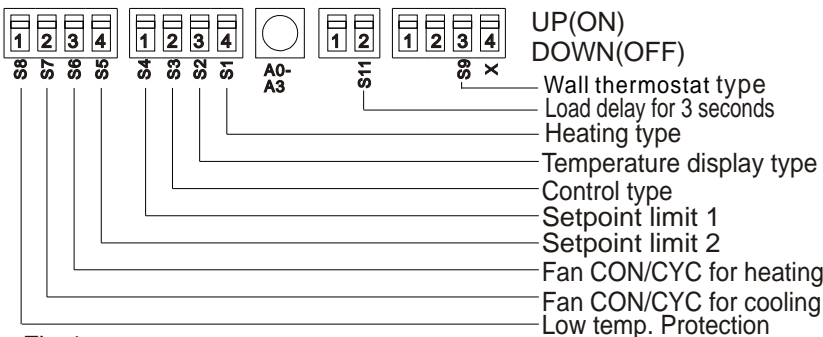 1 2 3 4 1 2 3 4 1 2 1 2 3 4
UP(ON)
DOWN(OFF)
S8 S7 S6 S5 S4 S3 S2 S1 A0-
A3 S11 S9 X
Wall thermostat type
Load delay for 3 seconds
Heating type
Temperature display type
Control type
Setpoint limit 1
Setpoint limit 2
Fan CON/CYC for heating
Fan CON/CYC for cooling
Low temp. Protection